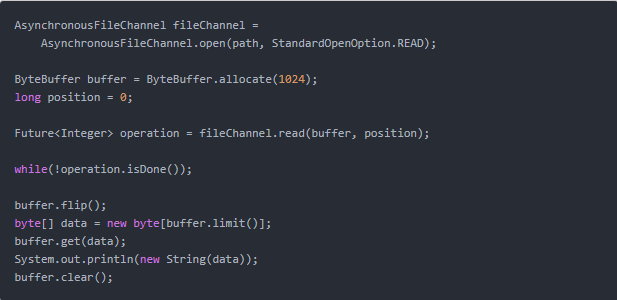 AsynchronousFileChannel fileChannel =
    AsynchronousFileChannel.open(path, StandardOpenOption.READ);

ByteBuffer buffer = ByteBuffer.allocate(1024);
long position = 0;

Future<Integer> operation = fileChannel.read(buffer, position);

while(!operation.isDone());

buffer.flip();
byte[] data = new byte[buffer.limit()];
buffer.get(data);
System.out.println(new String(data));
buffer.clear();